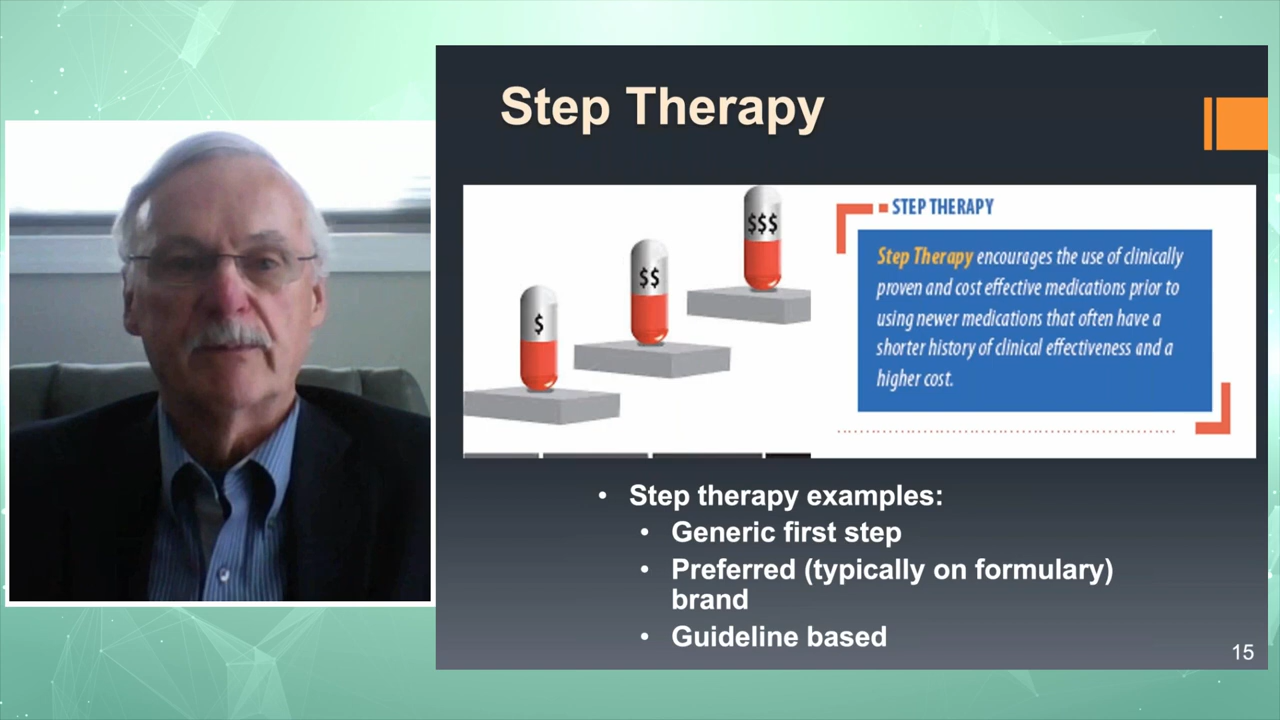 Step Therapy
$
$$
$$$
STEP THERAPY
Step Therapy encourages the use of clinically
proven and cost effective medications prior to
using newer medications that often have a
shorter history of clinical effectiveness and a
higher cost.
• Step therapy examples:
• Generic first step
• Preferred (typically on formulary)
brand
• Guideline based
15